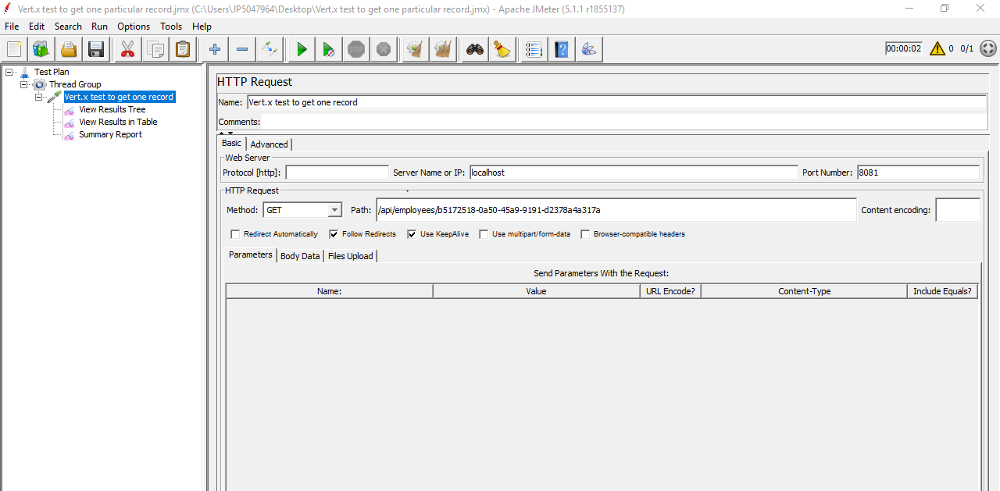 Vert.x test to get one particular record.jmx (C:\Users\JP5047964\Desktop\Vert.x test to get one particular record.jmx) - Apache JMeter (5.1.1 r1855137)
File Edit Search Run Options Tools Help
STOP 00:00:02 0 0/1
Test Plan
Thread Group
Vert.x test to get one record
View Results Tree
View Results in Table
Summary Report
HTTP Request
Name: Vert.x test to get one record
Comments:
Basic Advanced
Web Server
Protocol [http]: Server Name or IP: localhost Port Number: 8081
HTTP Request
Method: GET Path: /api/employees/b5172518-0a50-45a9-9191-d2378a4a317a Content encoding:
Redirect Automatically Follow Redirects Use KeepAlive Use multipart/form-data Browser-compatible headers
Parameters Body Data Files Upload
Send Parameters With the Request:
Name: Value URL Encode? Content-Type Include Equals?